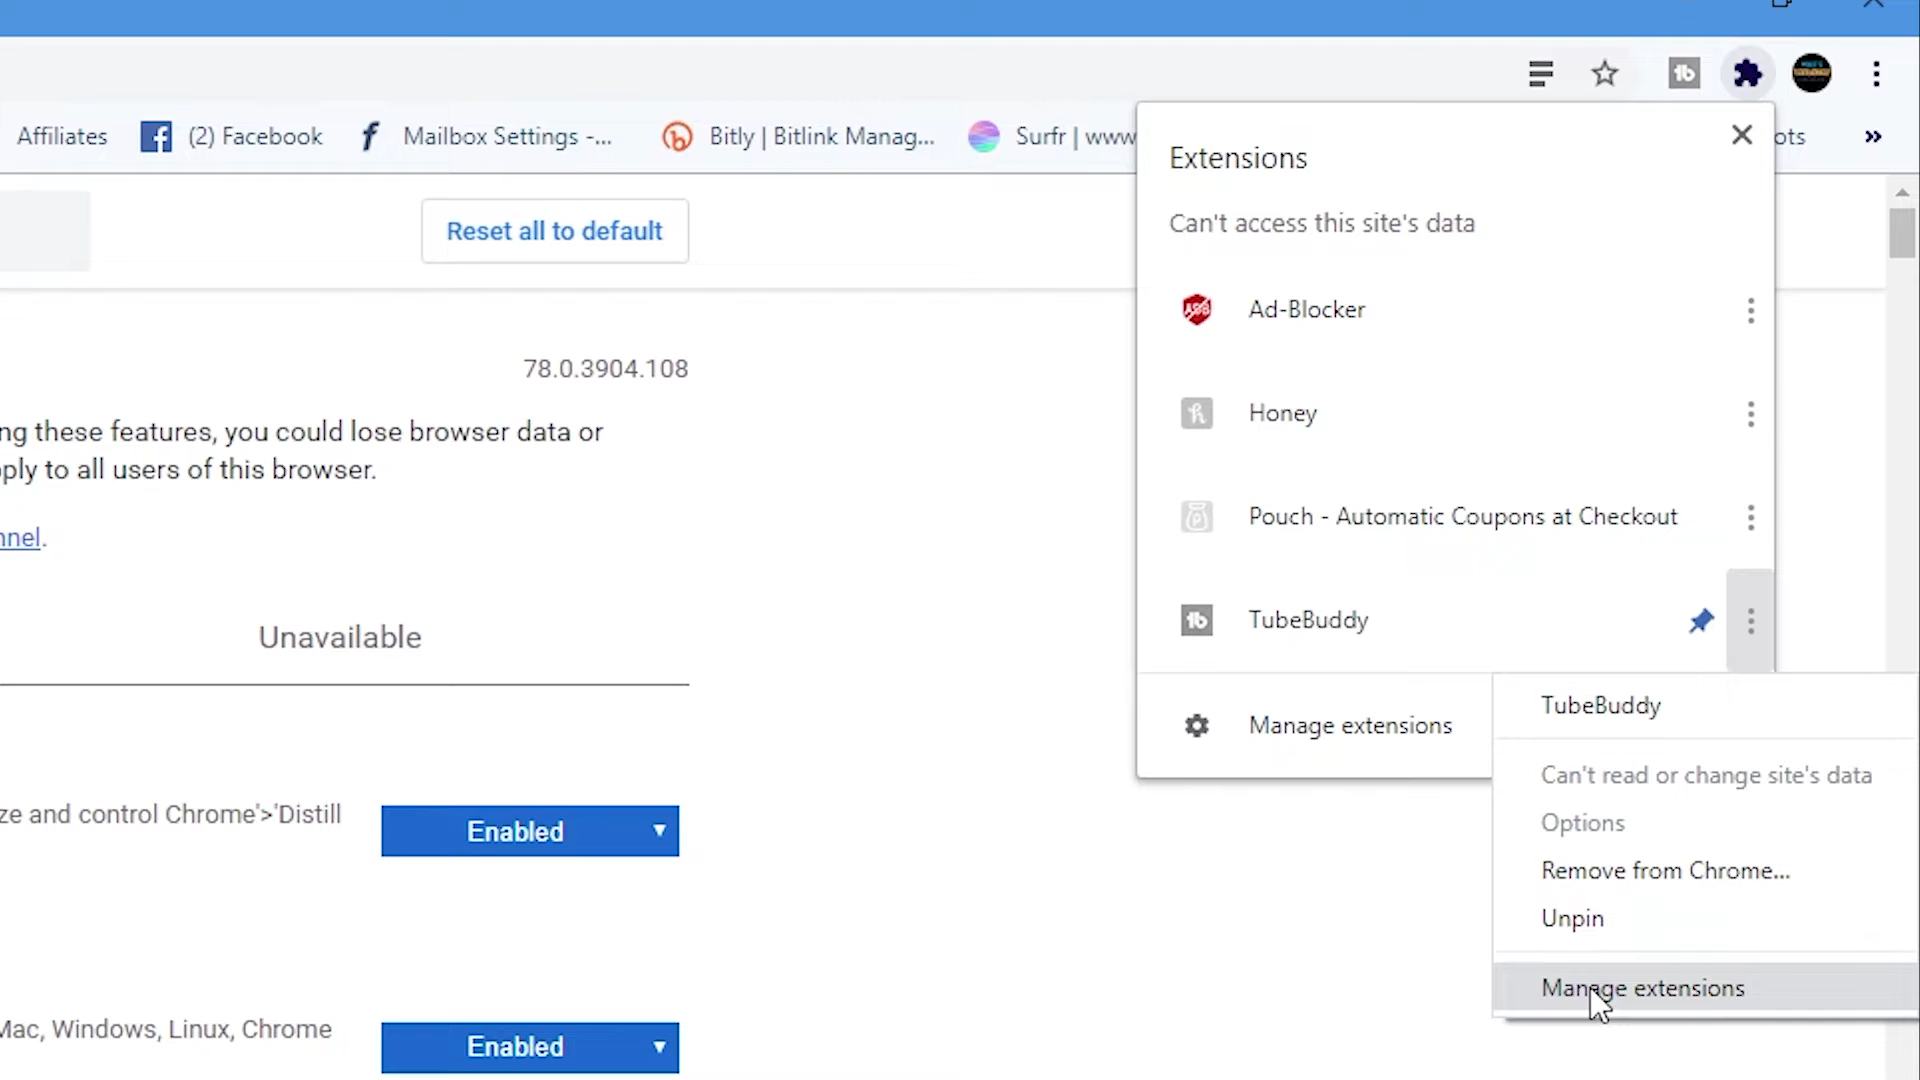 Affiliates
(2) Facebook
Mailbox Settings -...
Bitly | Bitlink Manag...
Surfr | www
ots
»
Extensions
Can't access this site's data
Reset all to default
Ad-Blocker
78.0.3904.108
Honey
ng these features, you could lose browser data or
ply to all users of this browser.
Pouch - Automatic Coupons at Checkout
nnel.
TubeBuddy
Unavailable
Manage extensions
TubeBuddy
Can't read or change site's data
Options
Remove from Chrome...
Unpin
Manage extensions
ze and control Chrome'>'Distill
Enabled
Mac, Windows, Linux, Chrome
Enabled